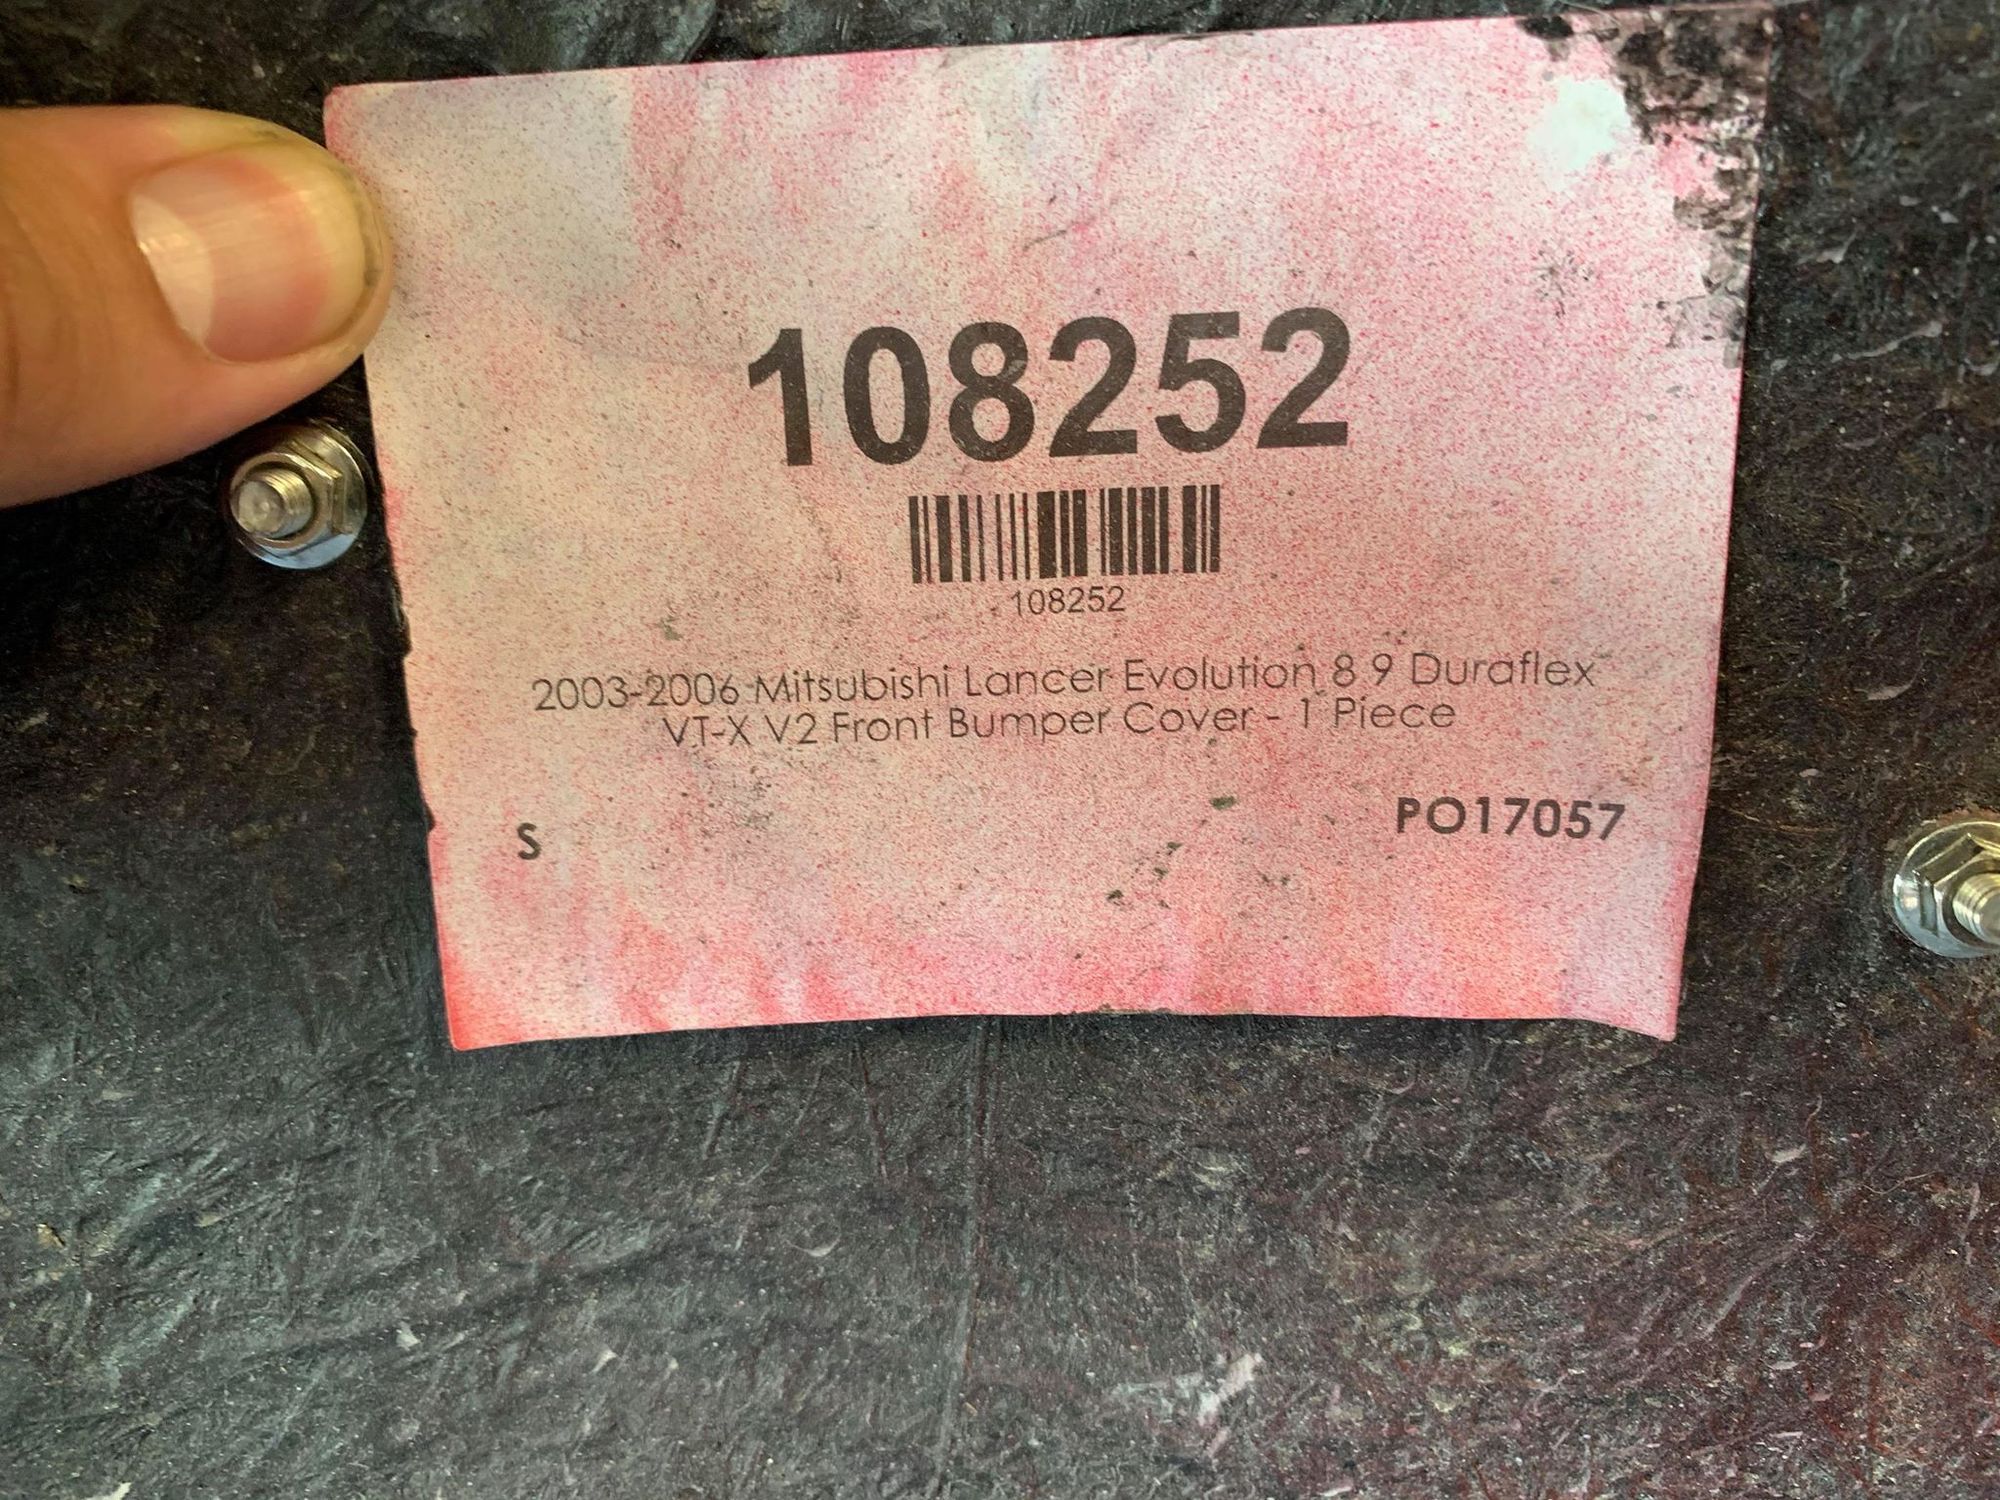 108252
108252
2003-2006 Mitsubishi Lancer Evolution 8 9 Duraflex
VT-X V2 Front Bumper Cover - 1 Piece
S
PO17057